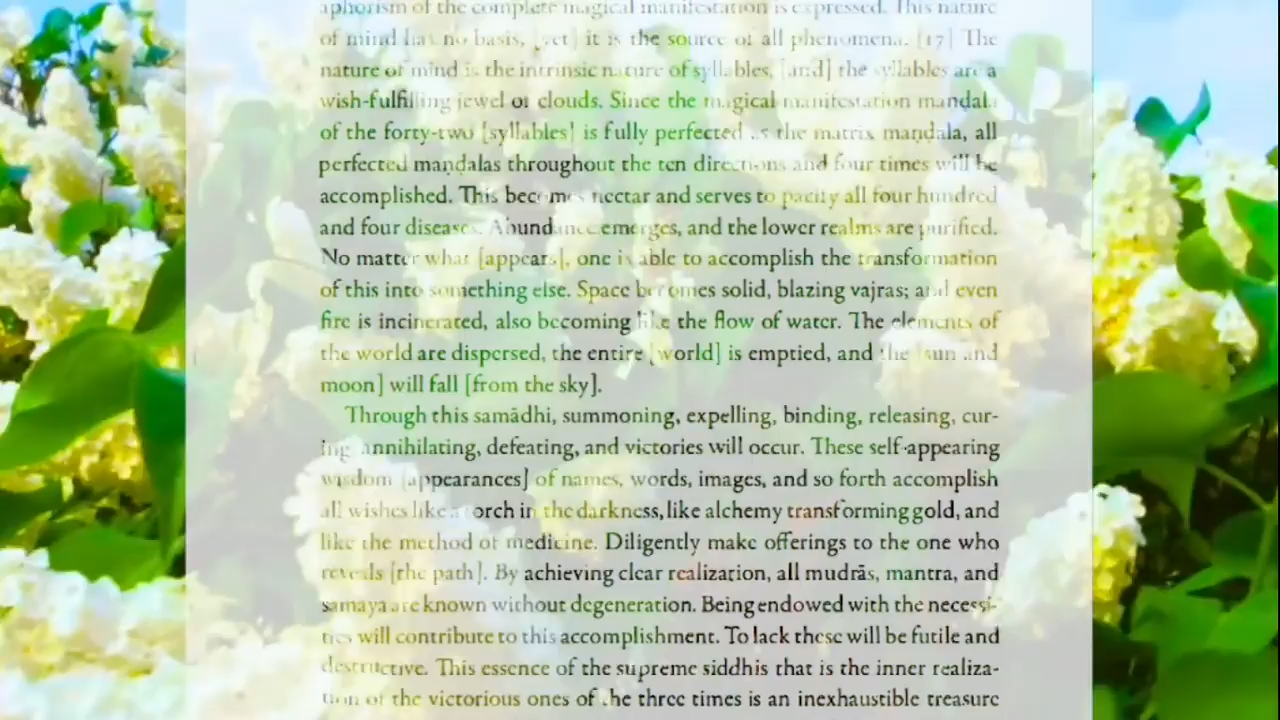 aphorism of the complete magical manifestation is expressed. This nature
of mind has no basis, [yet] it is the source of all phenomena. [17] The
nature of mind is the intrinsic nature of syllables, [and] the syllables are a
wish-fulfilling jewel of clouds. Since the magical manifestation mandala
of the forty-two [syllables] is fully perfected as the matrix maṇḍala, all
perfected maṇḍalas throughout the ten directions and four times will be
accomplished. This becomes nectar and serves to pacify all four hundred
and four diseases. Abundance emerges, and the lower realms are purified.
No matter what [appears], one is able to accomplish the transformation
of this into something else. Space becomes solid, blazing vajras; and even
fire is incinerated, also becoming like the flow of water. The elements of
the world are dispersed, the entire [world] is emptied, and the [sun and
moon] will fall [from the sky].
Through this samādhi, summoning, expelling, binding, releasing, cur-
ing, annihilating, defeating, and victories will occur. These self-appearing
wisdom [appearances] of names, words, images, and so forth accomplish
all wishes like a torch in the darkness, like alchemy transforming gold, and
like the method of medicine. Diligently make offerings to the one who
reveals [the path]. By achieving clear realization, all mudrās, mantra, and
samaya are known without degeneration. Being endowed with the necessi-
ties will contribute to this accomplishment. To lack these will be futile and
destructive. This essence of the supreme siddhis that is the inner realiza-
tion of the victorious ones of the three times is an inexhaustible treasure